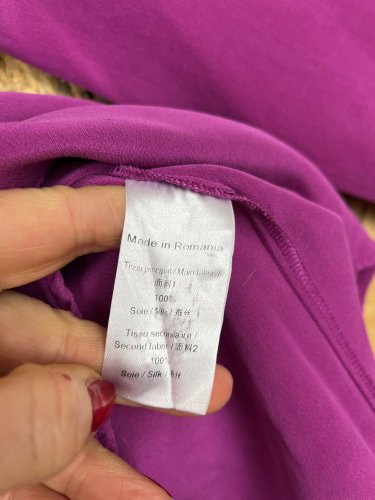 Made in Romania
Tissu principal / Main fabric /
面料1
100%
Soie / Silk / 蚕丝
Tissu secondaire /
Second fabric / 面料2
100%
Soie / Silk / 蚕丝